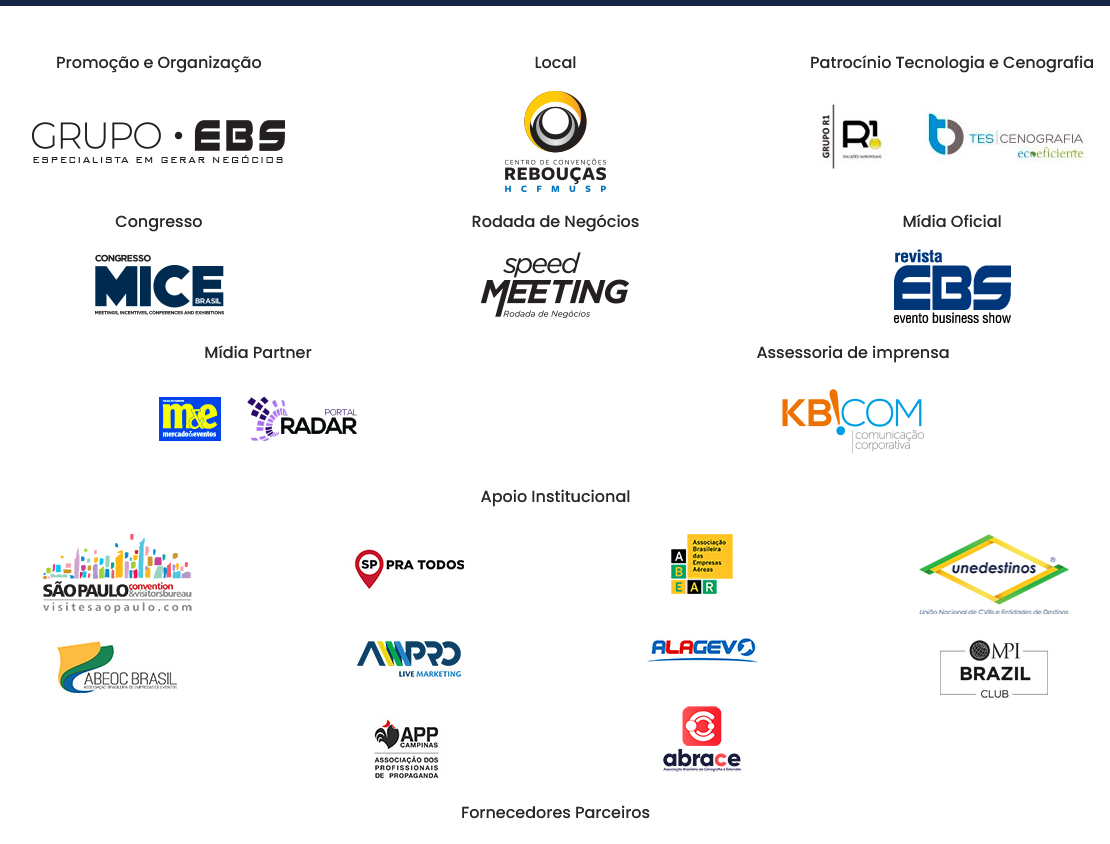 Promoção e Organização
Local
Patrocínio Tecnologia e Cenografia
GRUPO · EBS
ESPECIALISTA EM GERAR NEGÓCIOS
CENTRO DE CONVENÇÕES
REBOUÇAS
HCFMUSP
GRUPO R1
R1
SOLUÇÕES AUDIOVISUAIS
TES CENOGRAFIA
ecoeficiente
Congresso
Rodada de Negócios
Mídia Oficial
CONGRESSO
MICE
BRASIL
MEETINGS, INCENTIVES, CONFERENCES AND EXHIBITIONS
speed
MEETING
Rodada de Negócios
revista
EBS
evento business show
Mídia Partner
Assessoria de imprensa
m&e
mercado&eventos
PORTAL
RADAR
KB!COM
comunicação
corporativa
Apoio Institucional
SÃO PAULO convention
&visitorsbureau
visitesaopaulo.com
SP PRA TODOS
Associação
Brasileira
das
Empresas
Aéreas
A
B
EAR
unedestinos
®
União Nacional de CVBs e Entidades de Destinos
ABEOC BRASIL
ASSOCIAÇÃO BRASILEIRA DE EMPRESAS DE EVENTOS
AMPRO
LIVE MARKETING
ALAGEV
MPI
BRAZIL
CLUB
APP
CAMPINAS
ASSOCIAÇÃO DOS
PROFISSIONAIS
DE PROPAGANDA
abrace
Associação Brasileira de Cenografia e Estandes
Fornecedores Parceiros